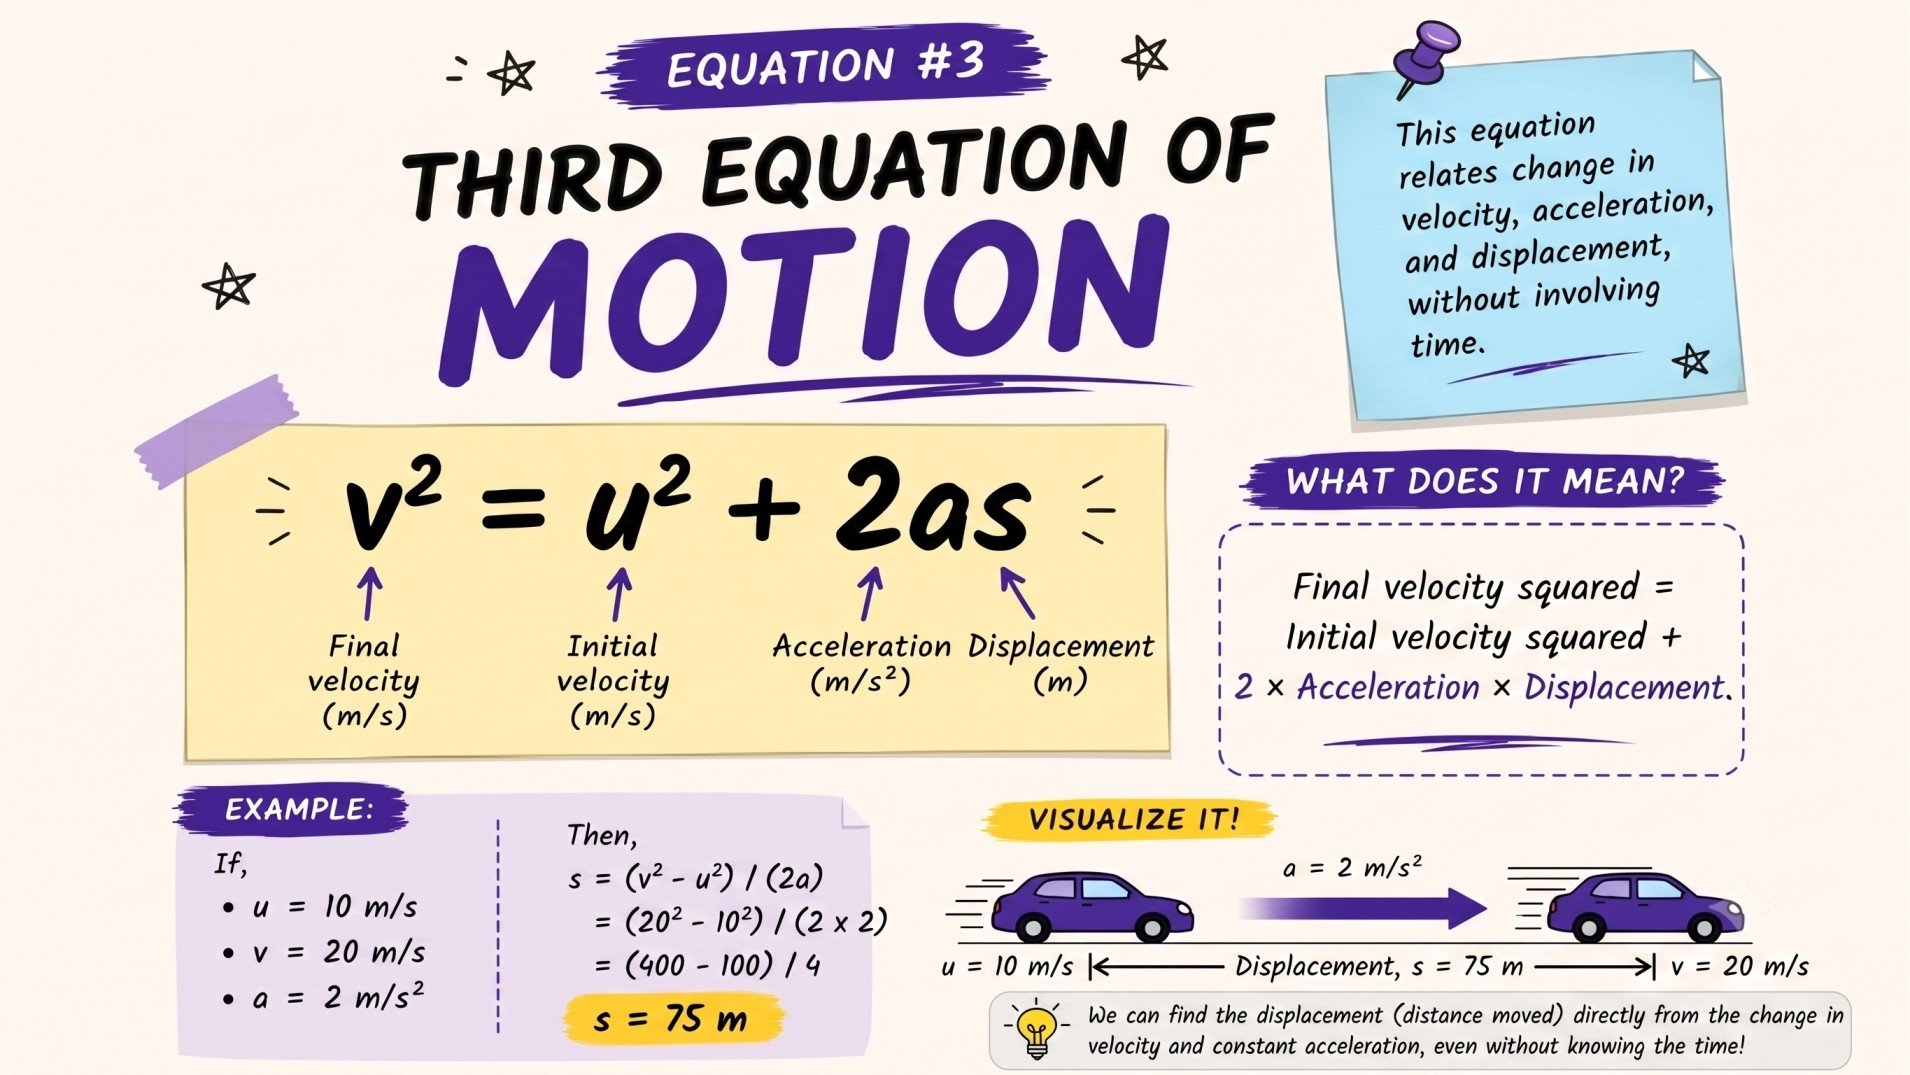 EQUATION #3
THIRD EQUATION OF
MOTION
This equation
relates change in
velocity, acceleration,
and displacement,
without involving
time.
v² = u² + 2as
Final
velocity
(m/s)
Initial
velocity
(m/s)
Acceleration
(m/s²)
Displacement
(m)
WHAT DOES IT MEAN?
Final velocity squared =
Initial velocity squared +
2 × Acceleration × Displacement.
EXAMPLE:
If,
• u = 10 m/s
• v = 20 m/s
• a = 2 m/s²
Then,
s = (v² - u²) / (2a)
= (20² - 10²) / (2 x 2)
= (400 - 100) / 4
s = 75 m
VISUALIZE IT!
a = 2 m/s²
u = 10 m/s
Displacement, s = 75 m
v = 20 m/s
We can find the displacement (distance moved) directly from the change in
velocity and constant acceleration, even without knowing the time!